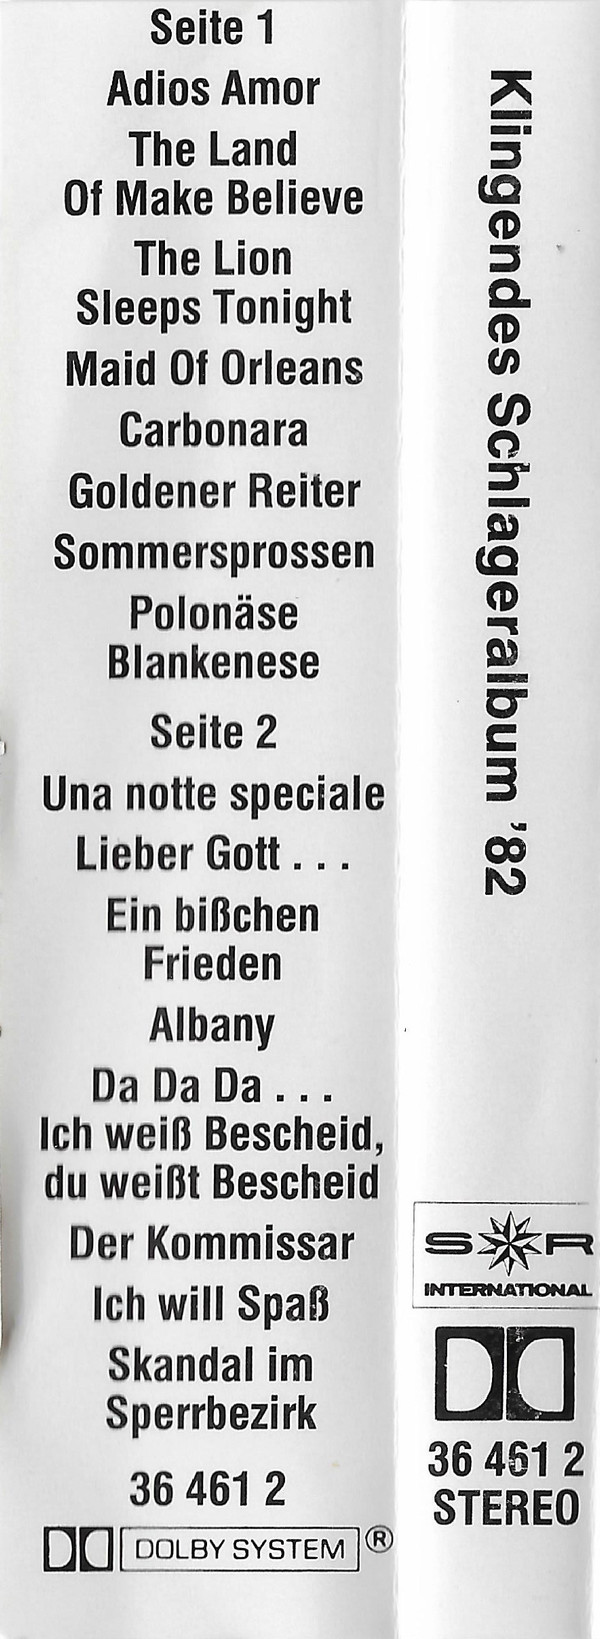 Seite 1
Adios Amor
The Land
Of Make Believe
The Lion
Sleeps Tonight
Maid Of Orleans
Carbonara
Goldener Reiter
Sommersprossen
Polonäse
Blankenese
Seite 2
Una notte speciale
Lieber Gott . . .
Ein bißchen
Frieden
Albany
Da Da Da . . .
Ich weiß Bescheid,
du weißt Bescheid
Der Kommissar
Ich will Spaß
Skandal im
Sperrbezirk
36 461 2
DOLBY SYSTEM ®
Klingendes Schlageralbum '82
S R
INTERNATIONAL
36 461 2
STEREO